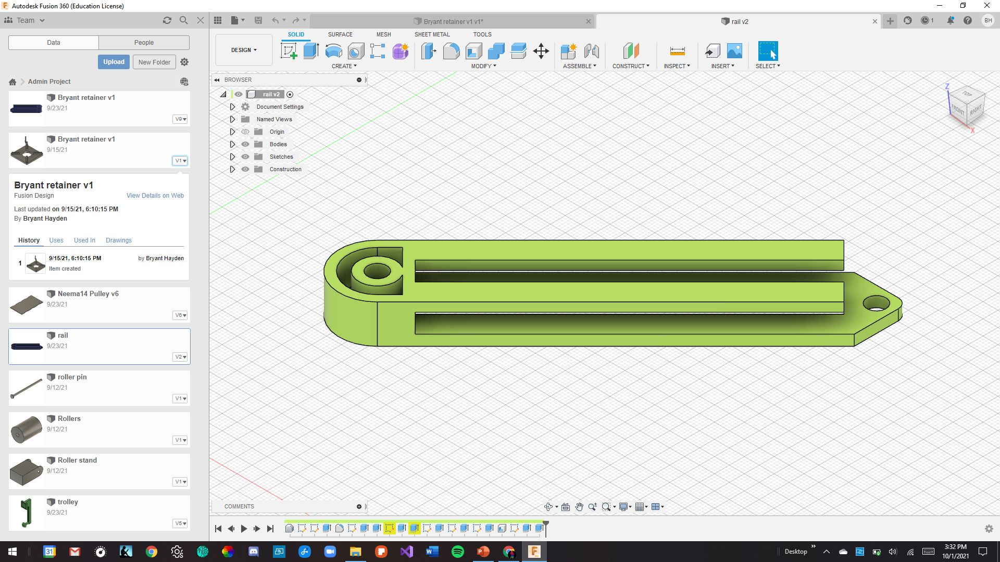 Autodesk Fusion 360 (Education License)
Team
Bryant retainer v1 v1*
rail v2
1
BH
Data
People
Upload
New Folder
Admin Project
DESIGN
SOLID
SURFACE
MESH
SHEET METAL
TOOLS
CREATE
MODIFY
ASSEMBLE
CONSTRUCT
INSPECT
INSERT
SELECT
BROWSER
rail v2
Document Settings
Named Views
Origin
Bodies
Sketches
Construction
Z
TOP
FRONT
RIGHT
X
Bryant retainer v1
9/23/21
V9
Bryant retainer v1
9/15/21
V1
Bryant retainer v1
Fusion Design
View Details on Web
Last updated on 9/15/21, 6:10:15 PM
By Bryant Hayden
History
Uses
Used In
Drawings
1
9/15/21, 6:10:15 PM
by Bryant Hayden
Item created
Neema14 Pulley v6
9/23/21
V6
rail
9/23/21
V2
roller pin
9/12/21
V1
Rollers
9/12/21
V1
Roller stand
9/12/21
V1
trolley
9/23/21
V5
COMMENTS
31
Desktop
3:32 PM
10/1/2021